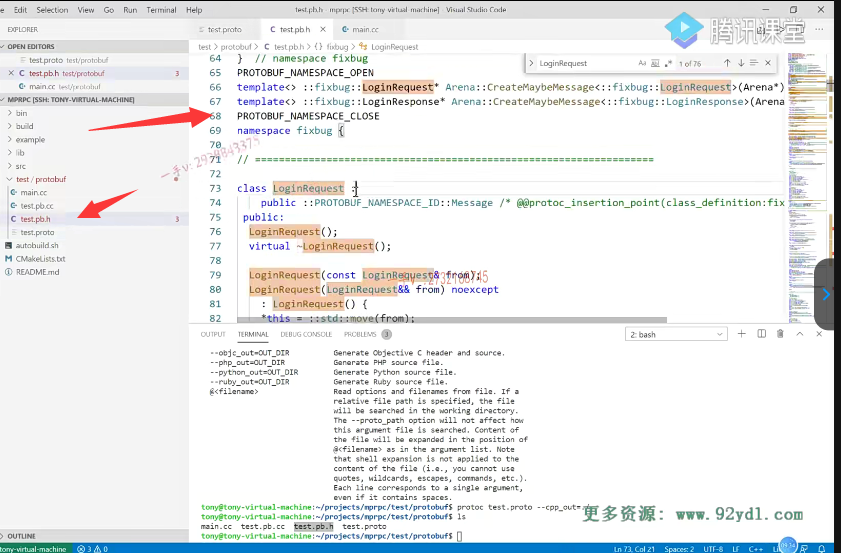 Edit Selection View Go Run Terminal Help
test.pb.h - mprpc [SSH: tony-virtual-machine] - Visual Studio Code
腾讯课堂
EXPLORER
OPEN EDITORS
test.proto test/protobuf
test.pb.h test/protobuf 3
main.cc test/protobuf
MPRPC [SSH: TONY-VIRTUAL-MACHINE]
bin
build
example
lib
src
test / protobuf
main.cc
test.pb.cc
test.pb.h 3
test.proto
autobuild.sh
CMakeLists.txt
README.md
OUTLINE
test.proto
test.pb.h
main.cc
test > protobuf > test.pb.h > {} fixbug > LoginRequest
LoginRequest
1 of 76
64 } // namespace fixbug
65 PROTOBUF_NAMESPACE_OPEN
66 template<> ::fixbug::LoginRequest* Arena::CreateMaybeMessage<::fixbug::LoginRequest>(Arena*)
67 template<> ::fixbug::LoginResponse* Arena::CreateMaybeMessage<::fixbug::LoginResponse>(Arena
68 PROTOBUF_NAMESPACE_CLOSE
69 namespace fixbug {
70
71 // ===================================================================
72
73 class LoginRequest :
74 public ::PROTOBUF_NAMESPACE_ID::Message /* @@protoc_insertion_point(class_definition:fix
75 public:
76 LoginRequest();
77 virtual ~LoginRequest();
78
79 LoginRequest(const LoginRequest& from);
80 LoginRequest(LoginRequest&& from) noexcept
81 : LoginRequest() {
82 *this = ::std::move(from);
OUTPUT TERMINAL DEBUG CONSOLE PROBLEMS 3
2: bash
--objc_out=OUT_DIR Generate Objective C header and source.
--php_out=OUT_DIR Generate PHP source file.
--python_out=OUT_DIR Generate Python source file.
--ruby_out=OUT_DIR Generate Ruby source file.
@<filename> Read options and filenames from file. If a
relative file path is specified, the file
will be searched in the working directory.
The --proto_path option will not affect how
this argument file is searched. Content of
the file will be expanded in the position of
@<filename> as in the argument list. Note
that shell expansion is not applied to the
content of the file (i.e., you cannot use
quotes, wildcards, escapes, commands, etc.).
Each line corresponds to a single argument,
even if it contains spaces.
tony@tony-virtual-machine:~/projects/mprpc/test/protobuf$ protoc test.proto --cpp_out=./
tony@tony-virtual-machine:~/projects/mprpc/test/protobuf$ ls
main.cc test.pb.cc test.pb.h test.proto
tony@tony-virtual-machine:~/projects/mprpc/test/protobuf$
更多资源: www.92yd1.com
tony-virtual-machine 3 0
Ln 73, Col 21 Spaces: 2 UTF-8 LF C++